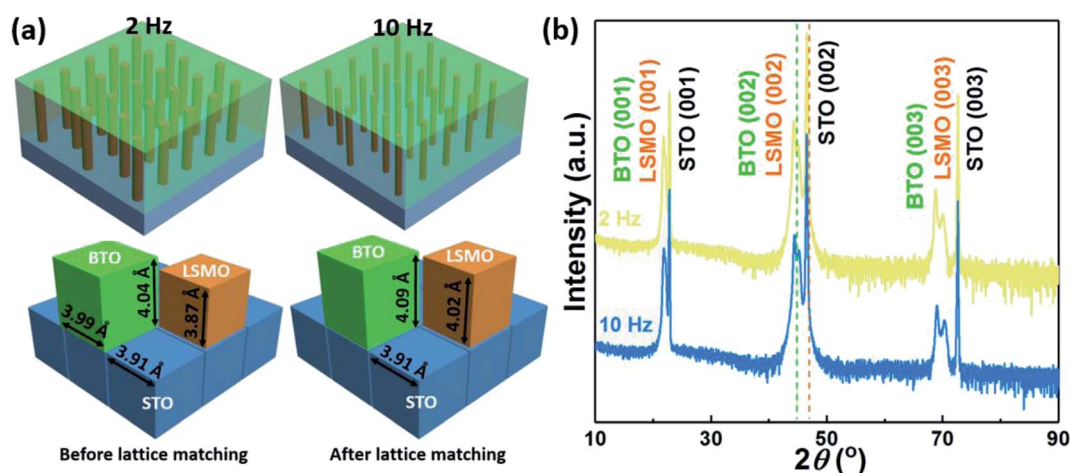 (a)
2 Hz
10 Hz
BTO
LSMO
4.04 Å
3.87 Å
3.99 Å
3.91 Å
STO
Before lattice matching
BTO
LSMO
4.09 Å
4.02 Å
3.91 Å
STO
After lattice matching
(b)
Intensity (a.u.)
BTO (001)
LSMO (001)
STO (001)
BTO (002)
LSMO (002)
STO (002)
BTO (003)
LSMO (003)
STO (003)
2 Hz
10 Hz
10 30 50 70 90
2θ (°)